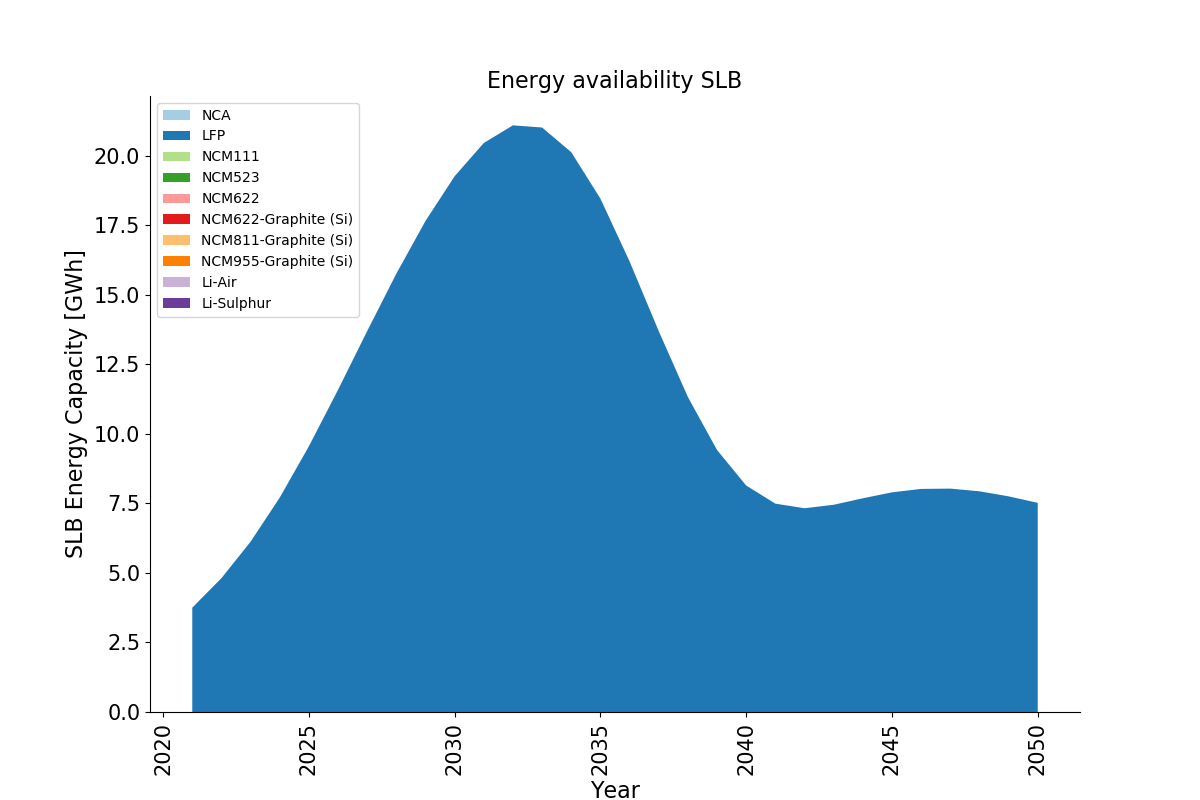 Energy availability SLB
NCA
LFP
NCM111
NCM523
NCM622
NCM622-Graphite (Si)
NCM811-Graphite (Si)
NCM955-Graphite (Si)
Li-Air
Li-Sulphur
SLB Energy Capacity [GWh]
20.0
17.5
15.0
12.5
10.0
7.5
5.0
2.5
0.0
2020
2025
2030
2035
2040
2045
2050
Year